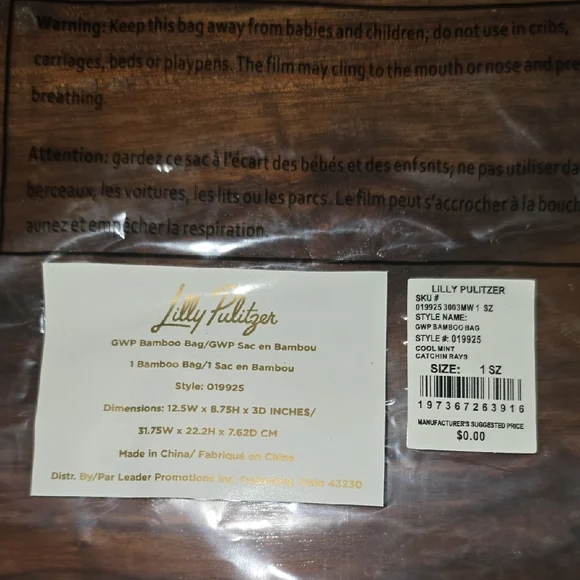 Warning: Keep this bag away from babies and children; do not use in cribs,
carriages, beds or playpens. The film may cling to the mouth or nose and pre
breathing.
Attention: gardez ce sac à l'écart des bébés et des enfsnts; ne pas utiliser da
berceaux, les voitures, les lits ou les parcs. Le film peut s'accrocher à la bouch
aunez et empêcher la respiration.
Lilly Pulitzer
GWP Bamboo Bag/GWP Sac en Bambou
1 Bamboo Bag/1 Sac en Bambou
Style: 019925
Dimensions: 12.5W x 8.75H x 3D INCHES/
31.75W x 22.2H x 7.62D CM
Made in China/ Fabriqué en Chine
Distr. By/Par Leader Promotions Inc. 43230
LILLY PULITZER
SKU #
019925 3003MW 1 SZ
STYLE NAME:
GWP BAMBOO BAG
STYLE #: 019925
COOL MINT
CATCHIN RAYS
SIZE: 1 SZ
197367263916
MANUFACTURER'S SUGGESTED PRICE
$0.00